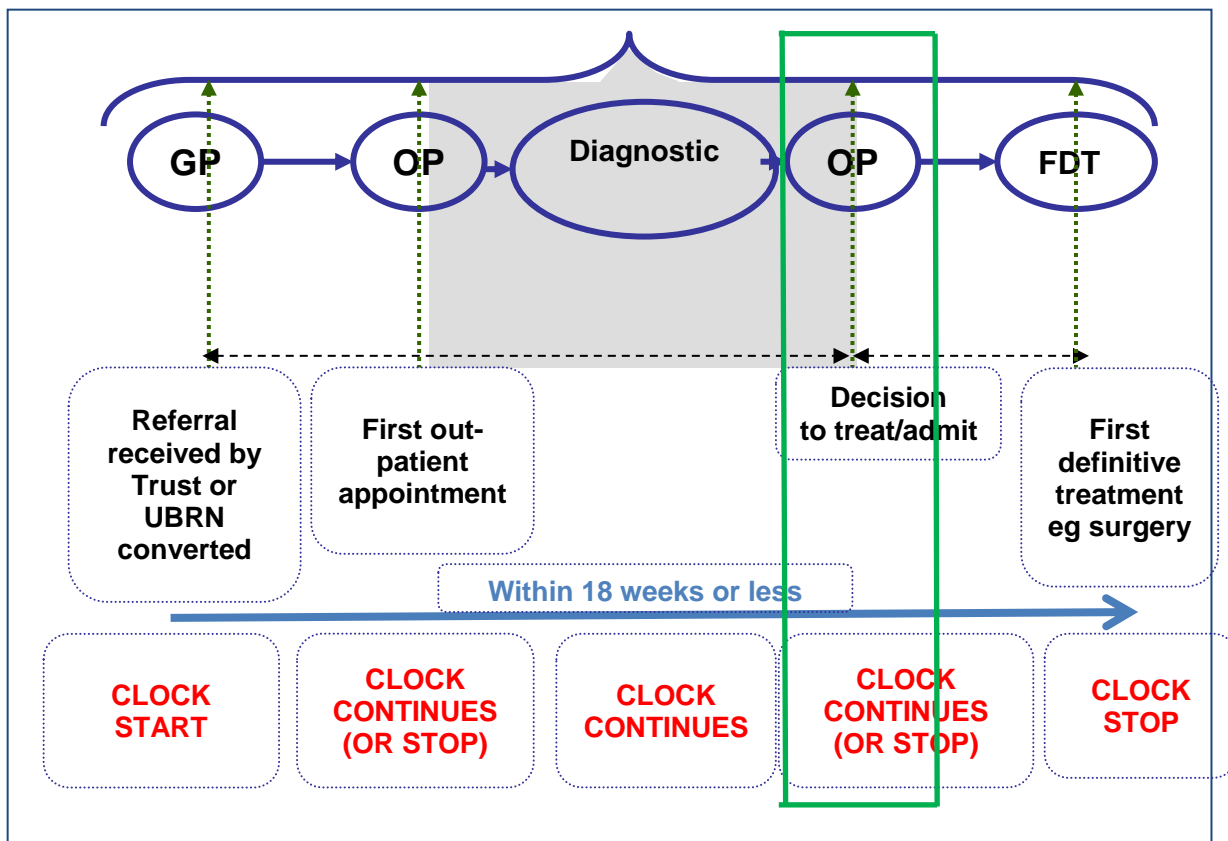 GP
OP
Diagnostic
OP
FDT
Referral
received by
Trust or
UBRN
converted
First out-
patient
appointment
Decision
to treat/admit
First
definitive
treatment
eg surgery
Within 18 weeks or less
CLOCK
START
CLOCK
CONTINUES
(OR STOP)
CLOCK
CONTINUES
CLOCK
CONTINUES
(OR STOP)
CLOCK
STOP